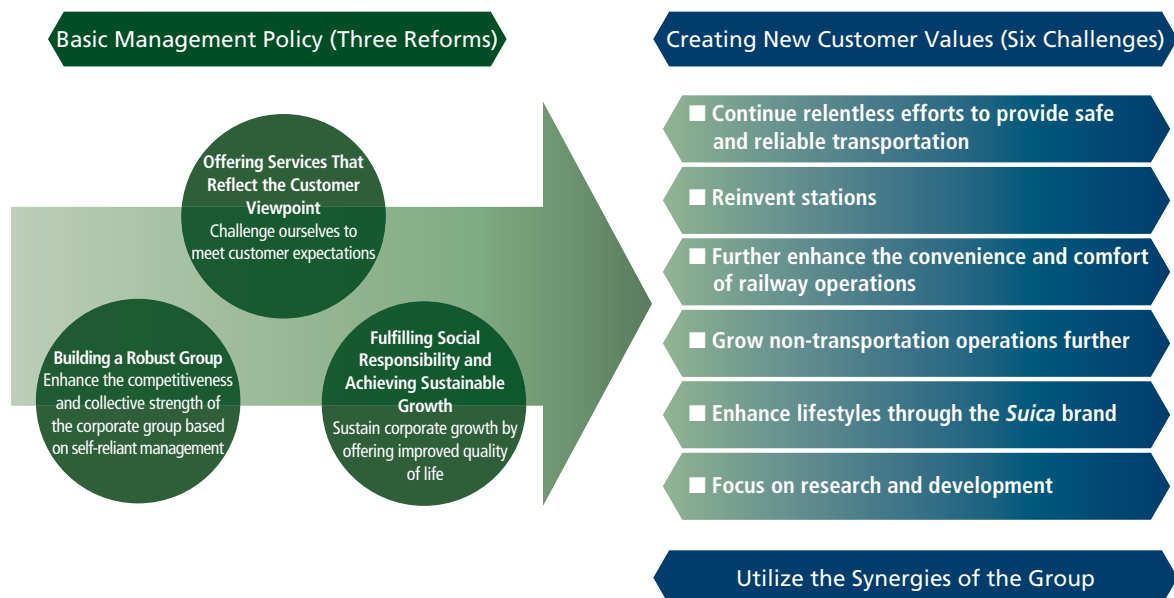 Basic Management Policy (Three Reforms)
Offering Services That
Reflect the Customer
Viewpoint
Challenge ourselves to
meet customer expectations
Building a Robust Group
Enhance the competitiveness
and collective strength of
the corporate group based
on self-reliant management
Fulfilling Social
Responsibility and
Achieving Sustainable
Growth
Sustain corporate growth by
offering improved quality
of life
Creating New Customer Values (Six Challenges)
■ Continue relentless efforts to provide safe
and reliable transportation
■ Reinvent stations
■ Further enhance the convenience and comfort
of railway operations
■ Grow non-transportation operations further
■ Enhance lifestyles through the Suica brand
■ Focus on research and development
Utilize the Synergies of the Group